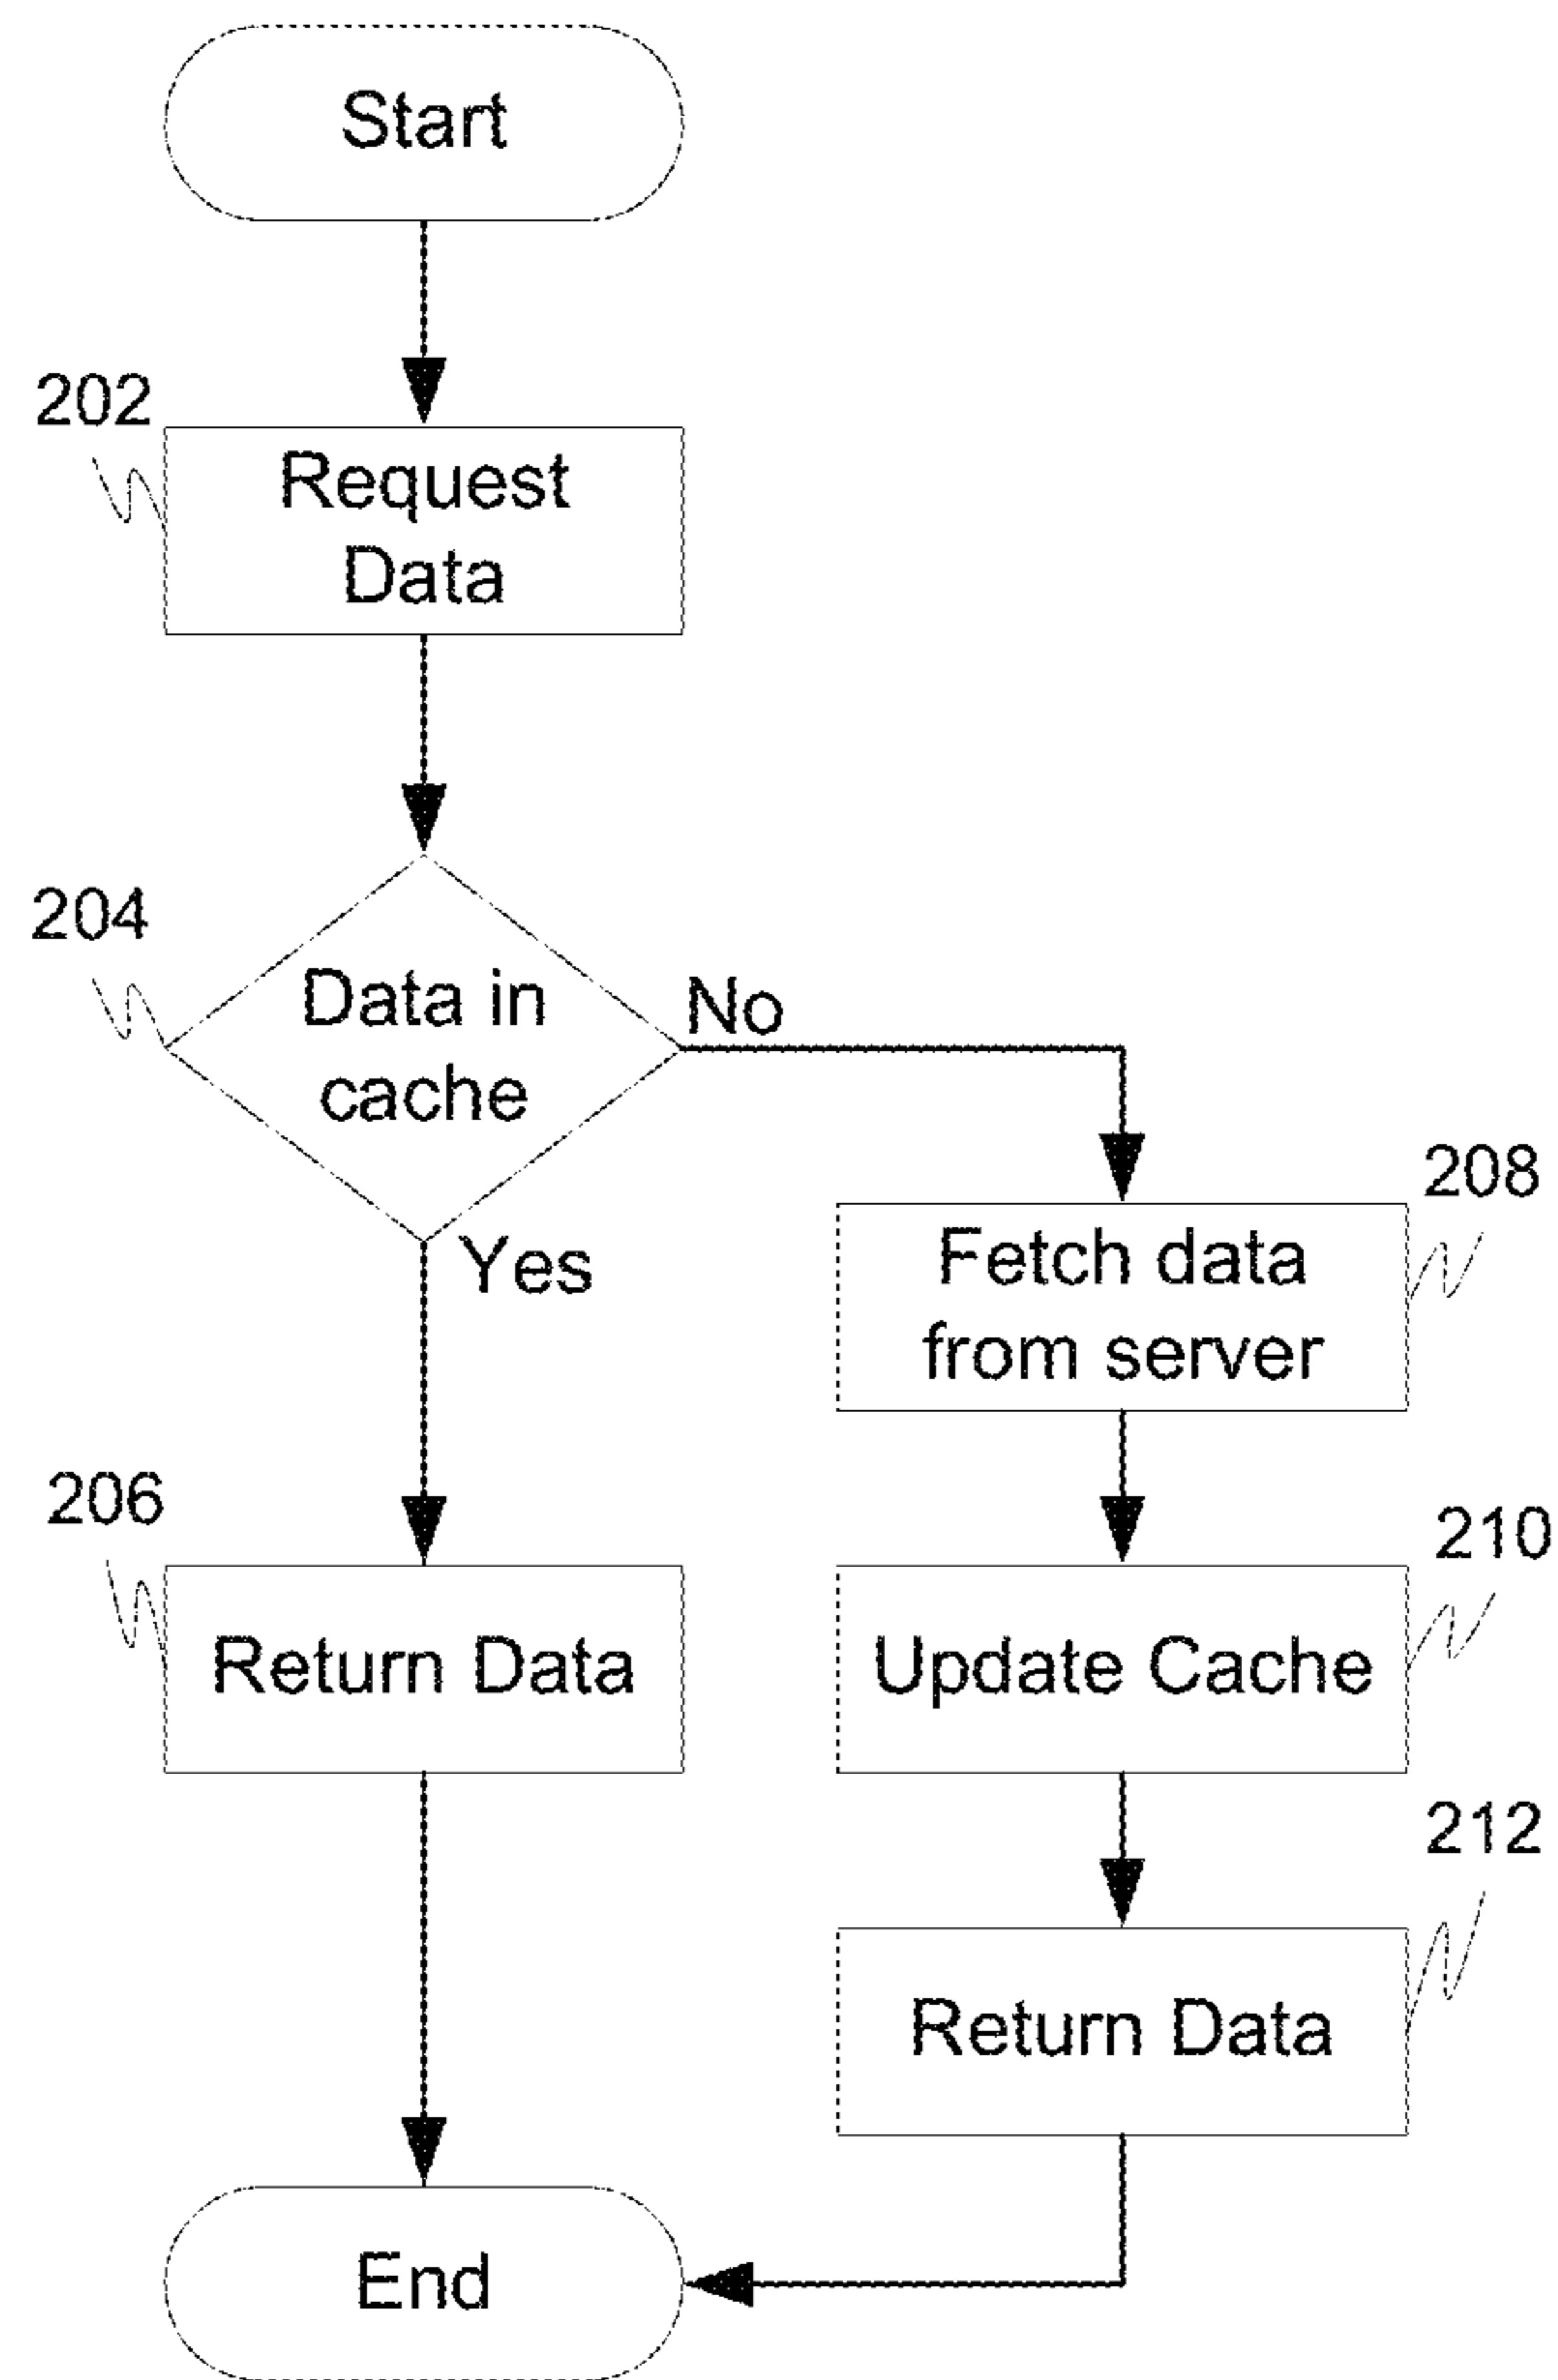 Start
202
Request
Data
204
Data in
cache
No
Yes
208
Fetch data
from server
206
Return Data
210
Update Cache
212
Return Data
End